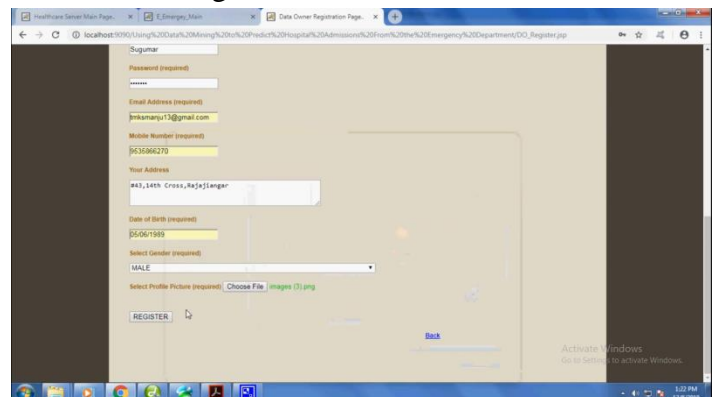 Healthcare Server Main Page.
E_Emergey_Main
Data Owner Registration Page.
localhost:9090/Using%20Data%20Mining%20to%20Predict%20Hospital%20Admissions%20From%20the%20Emergency%20Department/DO_Register.jsp
Sugumar
Password (required)
•••••••
Email Address (required)
tmksmanju13@gmail.com
Mobile Number (required)
9535866270
Your Address
#43,14th Cross,Rajajiangar
Date of Birth (required)
05/06/1989
Select Gender (required)
MALE
Select Profile Picture (required) Choose File images (3).png
REGISTER
Back
Activate Windows
Go to Settings to activate Windows.
1:22 PM